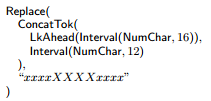 Replace(
ConcatTok(
LkAhead(Interval(NumChar, 16)),
Interval(NumChar, 12)
),
“xxxxXXXXxxxx”
)